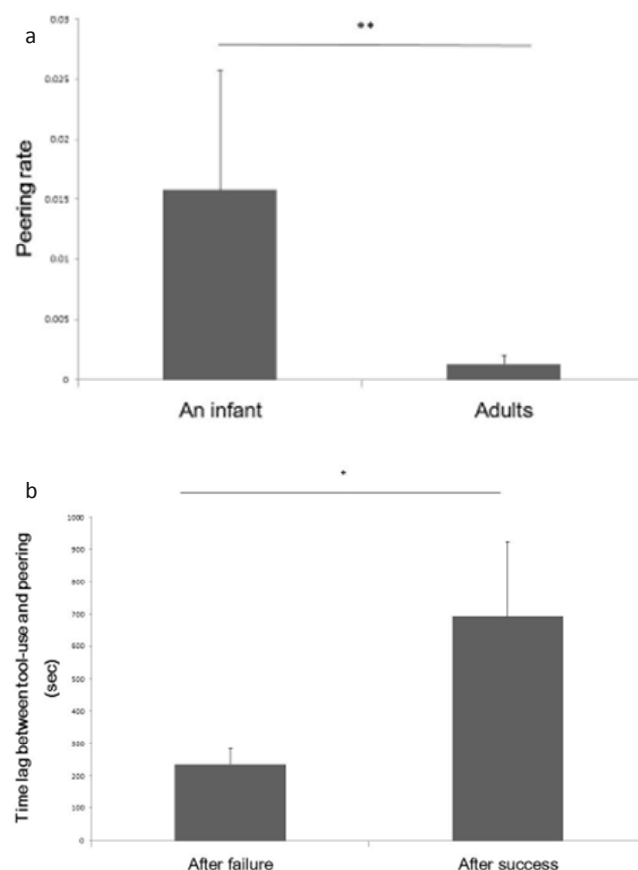 a
**
0.03
0.025
0.02
0.015
0.01
0.005
0
Peering rate
An infant
Adults
b
*
1000
900
800
700
600
500
400
300
200
100
0
Time lag between tool-use and peering
(sec)
After failure
After success